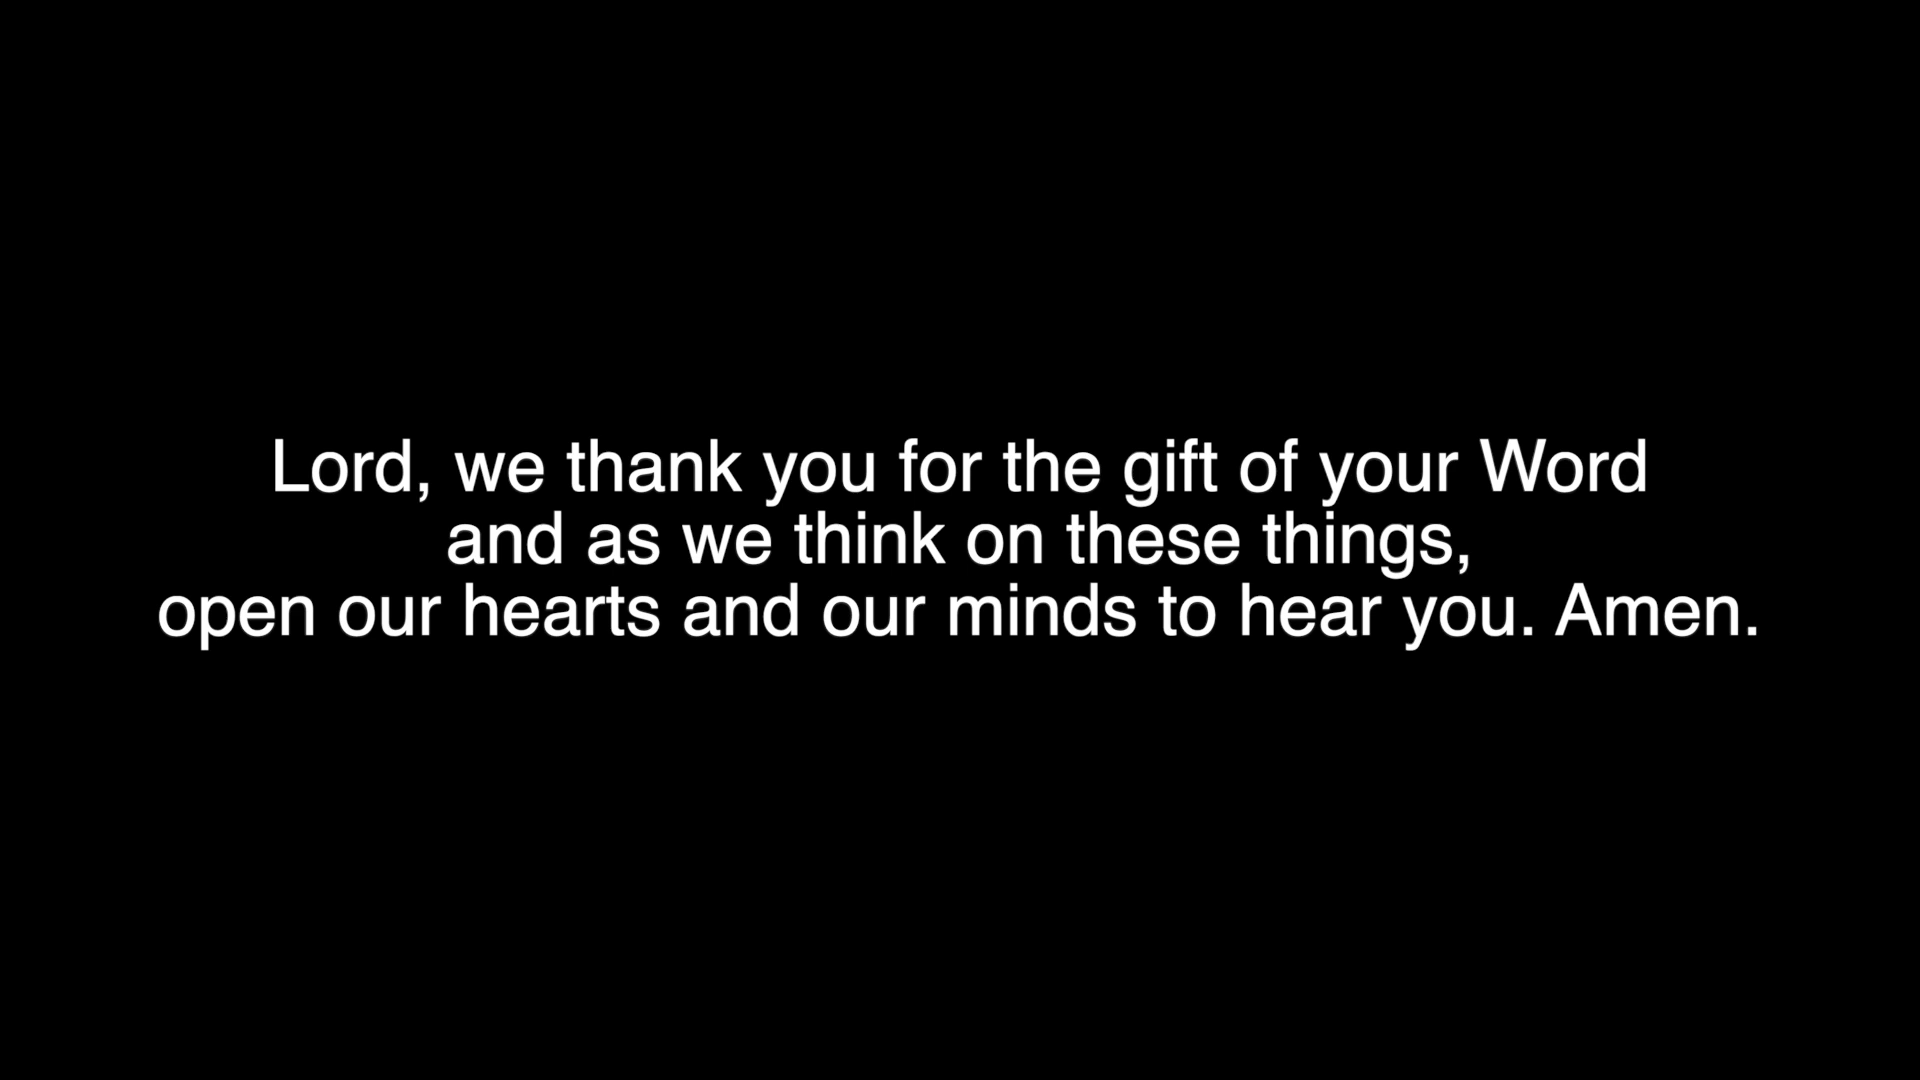 Lord, we thank you for the gift of your Word
and as we think on these things,
open our hearts and our minds to hear you. Amen.